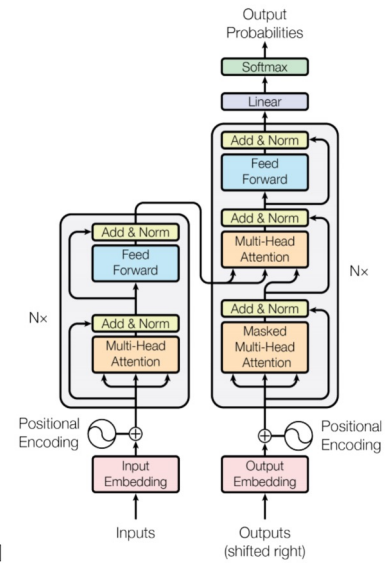 Output
Probabilities
Softmax
Linear
Add & Norm
Feed
Forward
Add & Norm
Multi-Head
Attention
Add & Norm
Masked
Multi-Head
Attention
N×
Positional
Encoding
Output
Embedding
Outputs
(shifted right)
Add & Norm
Feed
Forward
Add & Norm
Multi-Head
Attention
N×
Positional
Encoding
Input
Embedding
Inputs